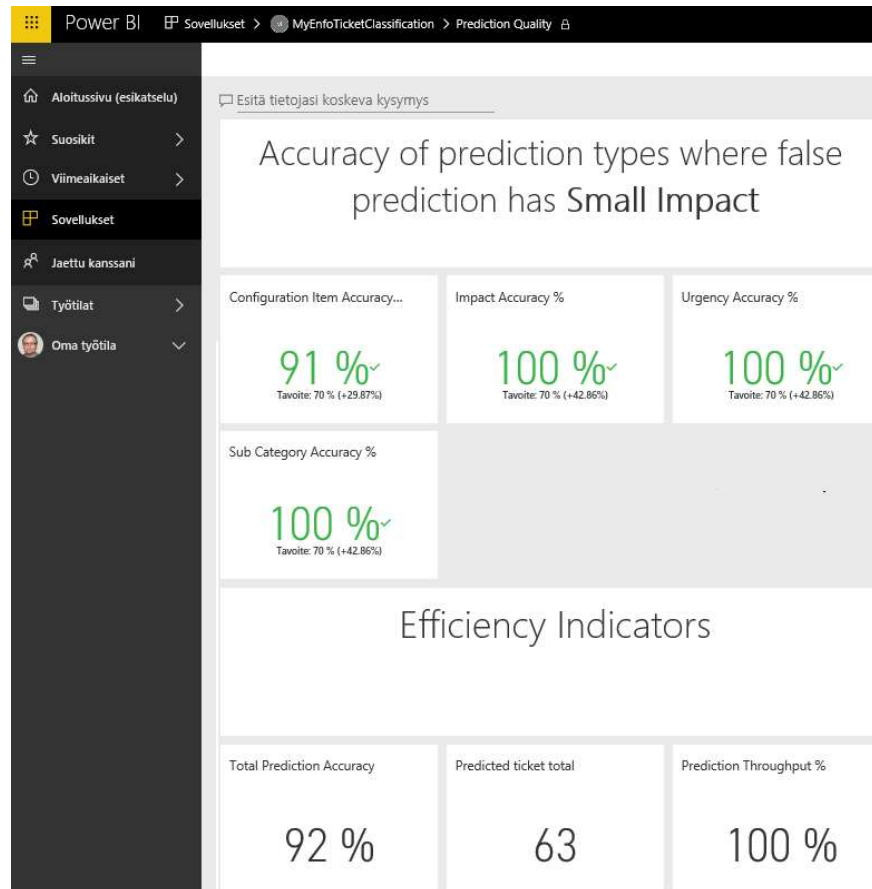 Power BI Sovellukset > MyEnfoTicketClassification > Prediction Quality
Aloitussivu (esikatselu)
Suosikit
Viimeaikaiset
Sovellukset
Jaettu kanssani
Työtilat
Oma työtila
Esitä tietojasi koskeva kysymys
Accuracy of prediction types where false
prediction has Small Impact
Configuration Item Accuracy...
91 %
Tavoite: 70 % (+29.87%)
Impact Accuracy %
100 %
Tavoite: 70 % (+42.86%)
Urgency Accuracy %
100 %
Tavoite: 70 % (+42.86%)
Sub Category Accuracy %
100 %
Tavoite: 70 % (+42.86%)
Efficiency Indicators
Total Prediction Accuracy
92 %
Predicted ticket total
63
Prediction Throughput %
100 %